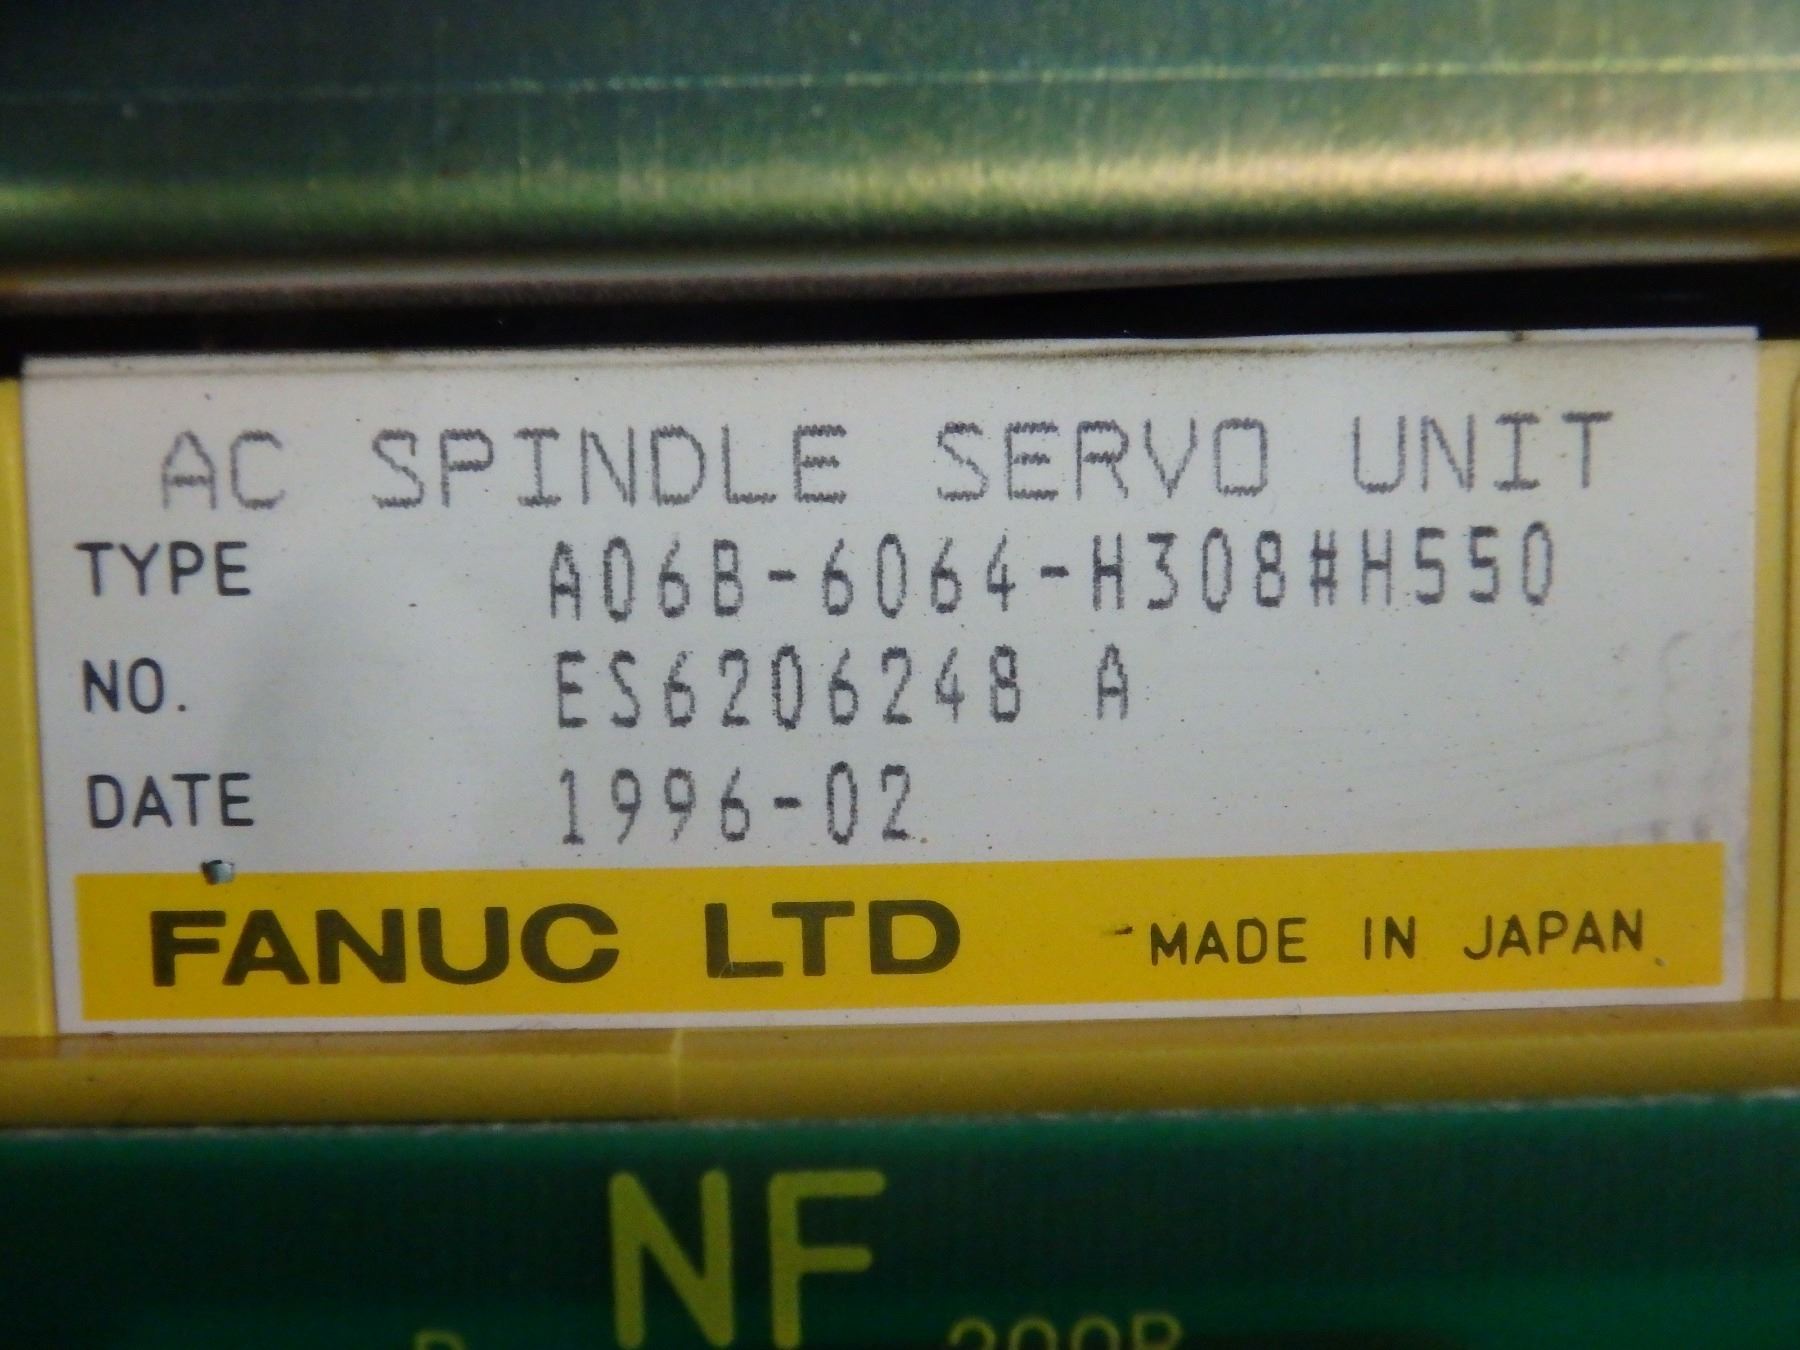 AC SPINDLE SERVO UNIT
TYPE A06B-6064-H308#H550
NO. ES6206248 A
DATE 1996-02
FANUC LTD MADE IN JAPAN
NF